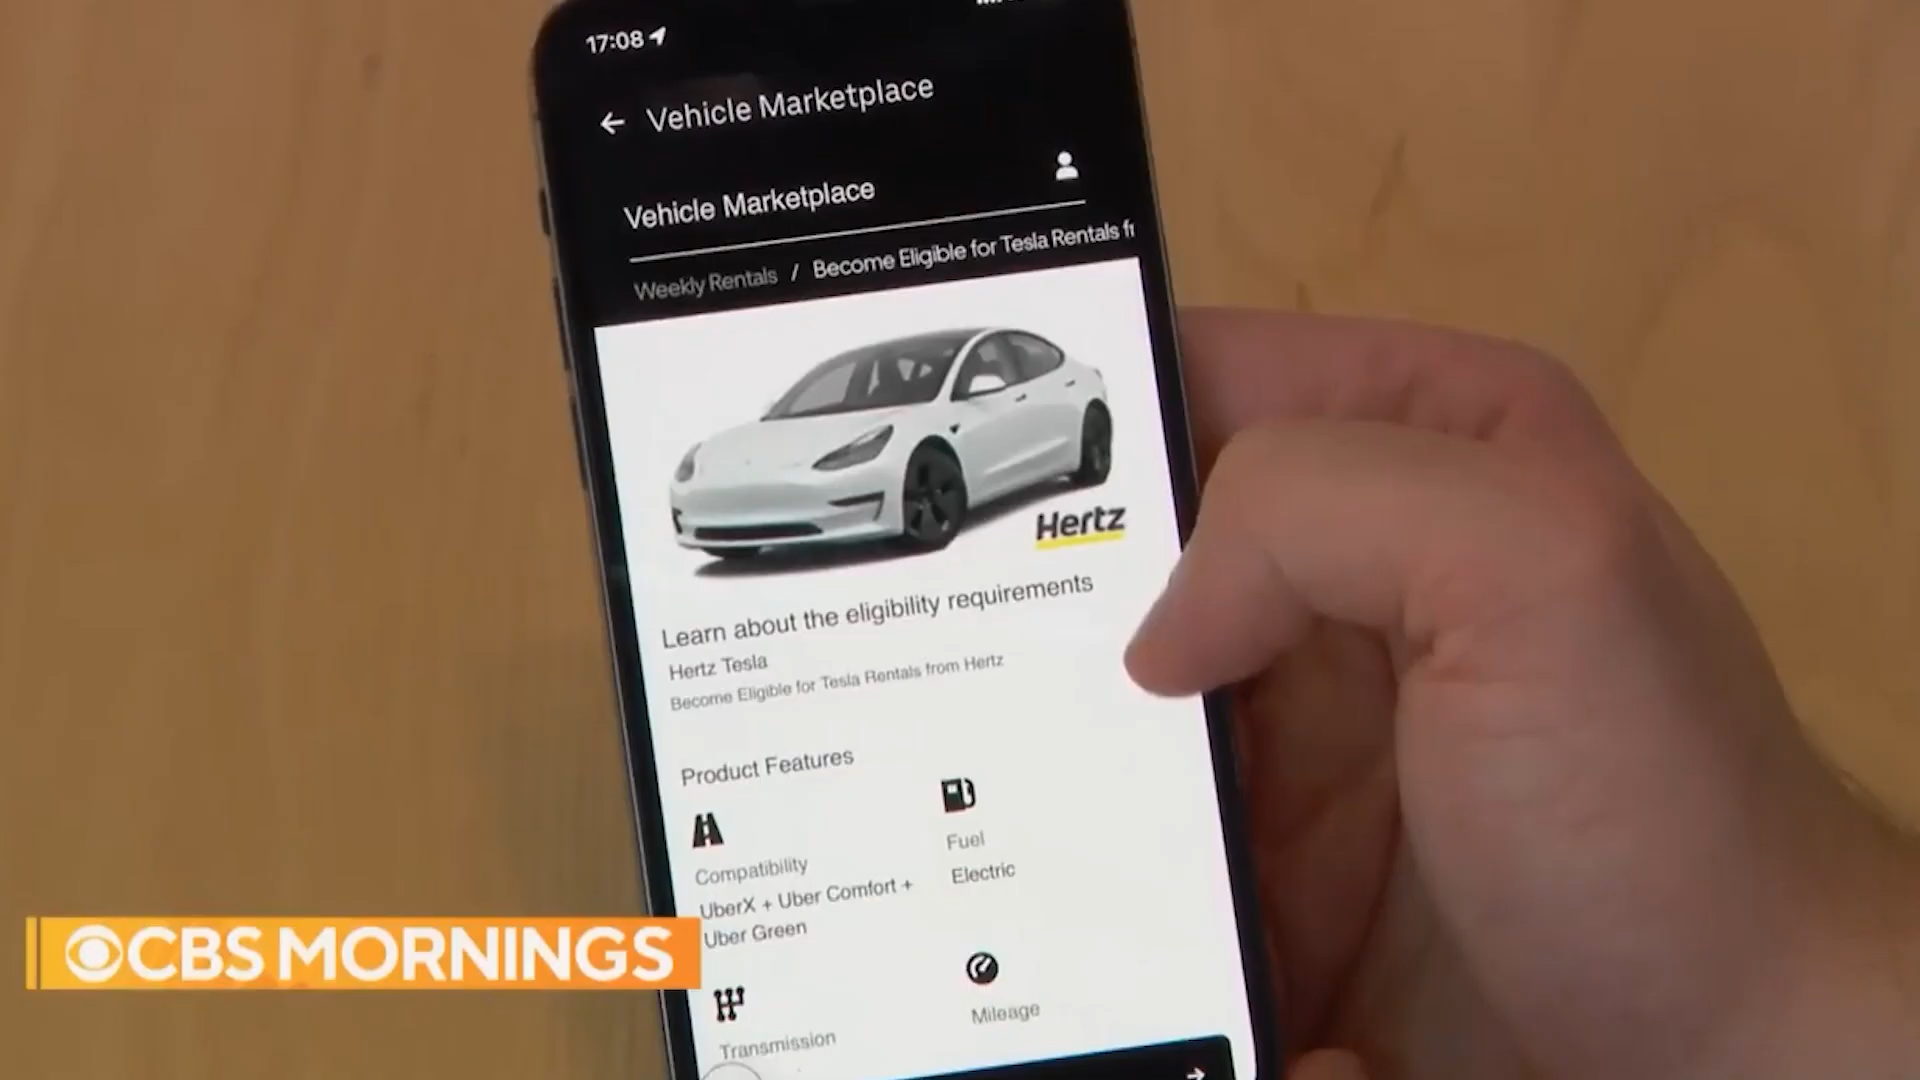 17:08
Vehicle Marketplace
Vehicle Marketplace
Weekly Rentals / Become Eligible for Tesla Rentals fr
Hertz
Learn about the eligibility requirements
Hertz Tesla
Become Eligible for Tesla Rentals from Hertz
Product Features
Compatibility
UberX + Uber Comfort +
Uber Green
Fuel
Electric
Transmission
Mileage
CBS MORNINGS